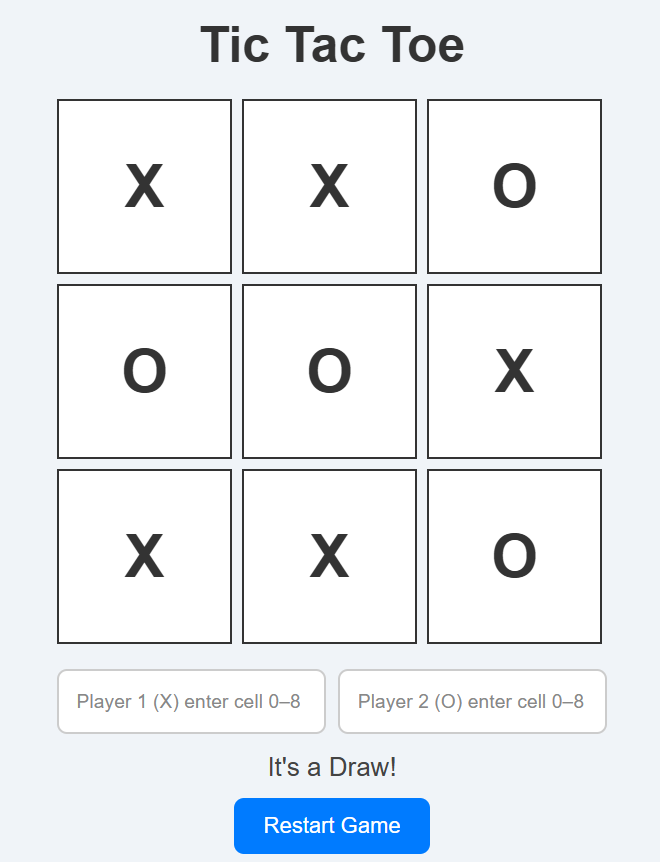 Tic Tac Toe
X X O
O O X
X X O
Player 1 (X) enter cell 0–8 Player 2 (O) enter cell 0–8
It's a Draw!
Restart Game